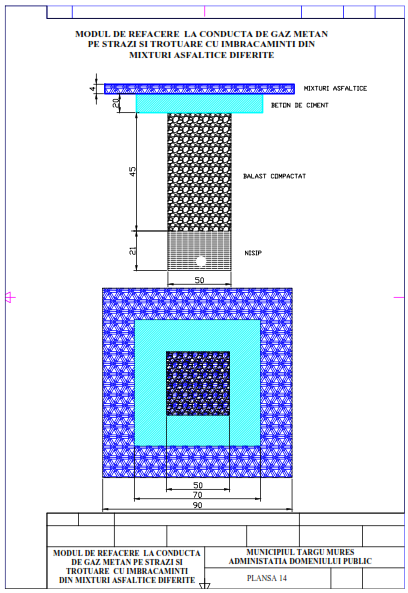 MODUL DE REFACERE LA CONDUCTA DE GAZ METAN
PE STRAZI SI TROTUARE CU IMBRACAMINTI DIN
MIXTURI ASFALTICE DIFERITE
4
MIXTURI ASFALTICE
20
BETON DE CIMENT
45
BALAST COMPACTAT
21
NISIP
50
50
70
90
MODUL DE REFACERE LA CONDUCTA
DE GAZ METAN PE STRAZI SI
TROTUARE CU IMBRACAMINTI
DIN MIXTURI ASFALTICE DIFERITE
MUNICIPIUL TARGU MURES
ADMINISTATIA DOMENIULUI PUBLIC
PLANSA 14